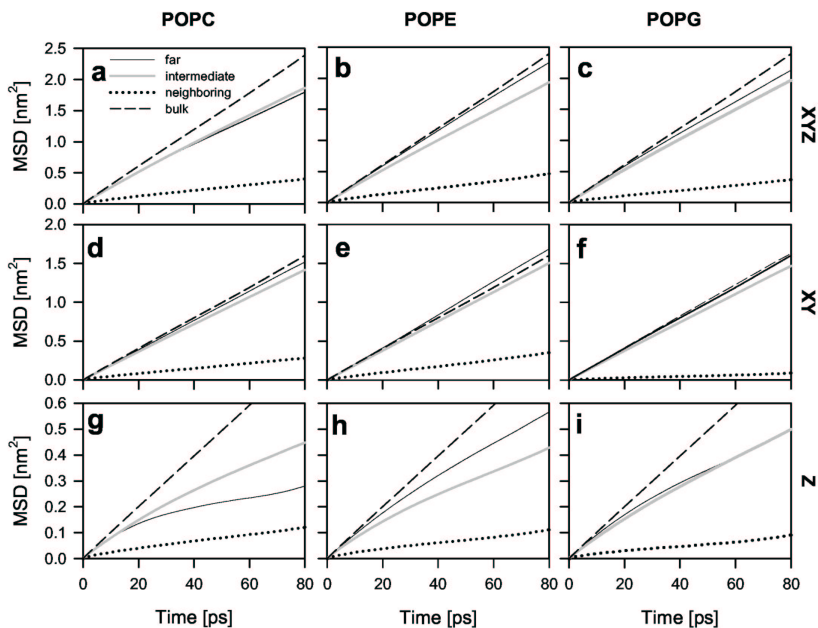 POPC POPE POPG
2.5
2.0
1.5
1.0
0.5
0.0
MSD [nm²]
a
far
intermediate
neighboring
bulk
b
c
XYZ
2.0
1.5
1.0
0.5
0.0
MSD [nm²]
d
e
f
XY
0.6
0.5
0.4
0.3
0.2
0.1
0.0
MSD [nm²]
g
h
i
Z
0 20 40 60 80 0 20 40 60 80 0 20 40 60 80
Time [ps] Time [ps] Time [ps]